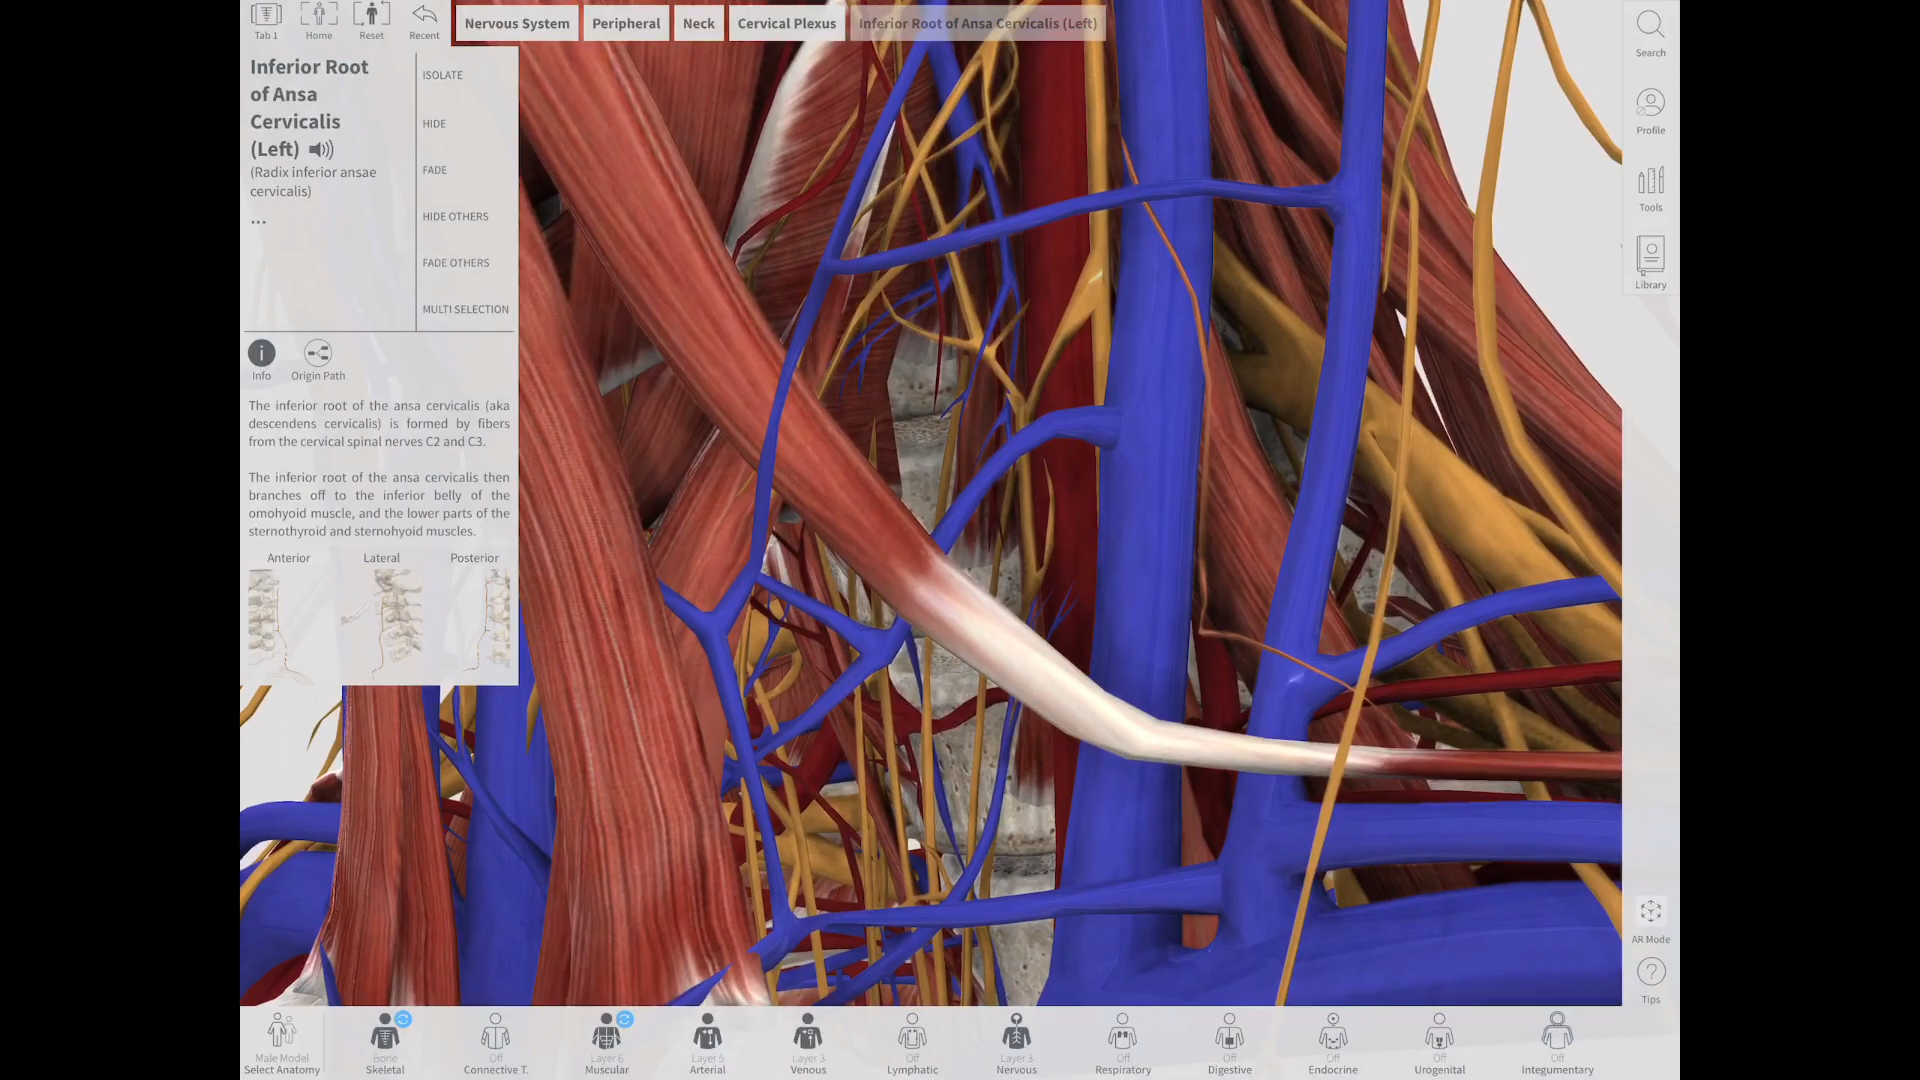 Tab 1
Home
Reset
Recent
Nervous System
Peripheral
Neck
Cervical Plexus
Inferior Root of Ansa Cervicalis (Left)
Search
Profile
Tools
Library
Inferior Root
of Ansa
Cervicalis
(Left)
(Radix inferior ansae
cervicalis)
...
ISOLATE
HIDE
FADE
HIDE OTHERS
FADE OTHERS
MULTI SELECTION
i
Info
Origin Path
The inferior root of the ansa cervicalis (aka
descendens cervicalis) is formed by fibers
from the cervical spinal nerves C2 and C3.
The inferior root of the ansa cervicalis then
branches off to the inferior belly of the
omohyoid muscle, and the lower parts of the
sternothyroid and sternohyoid muscles.
Anterior
Lateral
Posterior
AR Mode
?
Tips
Male Model
Select Anatomy
Bone
Skeletal
Off
Connective T.
Layer 6
Muscular
Layer 5
Arterial
Layer 3
Venous
Off
Lymphatic
Layer 3
Nervous
Off
Respiratory
Off
Digestive
Off
Endocrine
Off
Urogenital
Off
Integumentary